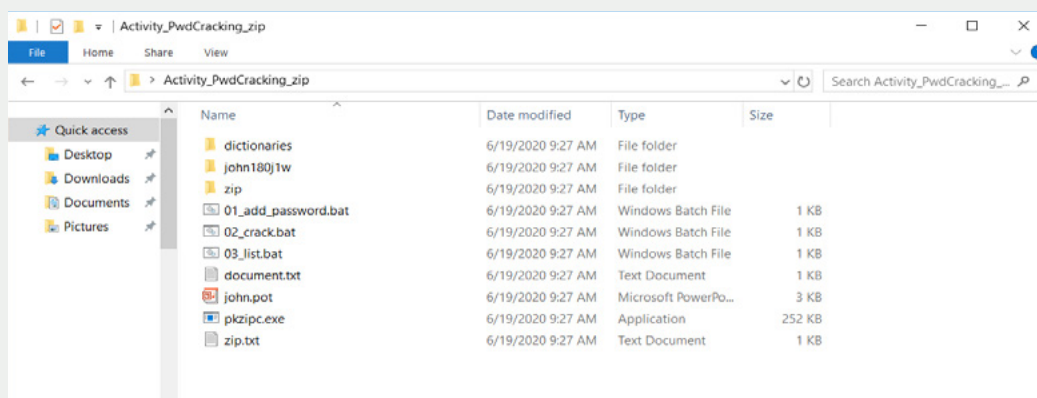 Activity_PwdCracking_zip
File Home Share View
Activity_PwdCracking_zip Search Activity_PwdCracking_...
Name Date modified Type Size
Quick access
Desktop
Downloads
Documents
Pictures
dictionaries 6/19/2020 9:27 AM File folder
john180j1w 6/19/2020 9:27 AM File folder
zip 6/19/2020 9:27 AM File folder
01_add_password.bat 6/19/2020 9:27 AM Windows Batch File 1 KB
02_crack.bat 6/19/2020 9:27 AM Windows Batch File 1 KB
03_list.bat 6/19/2020 9:27 AM Windows Batch File 1 KB
document.txt 6/19/2020 9:27 AM Text Document 1 KB
john.pot 6/19/2020 9:27 AM Microsoft PowerPo... 3 KB
pkzipc.exe 6/19/2020 9:27 AM Application 252 KB
zip.txt 6/19/2020 9:27 AM Text Document 1 KB